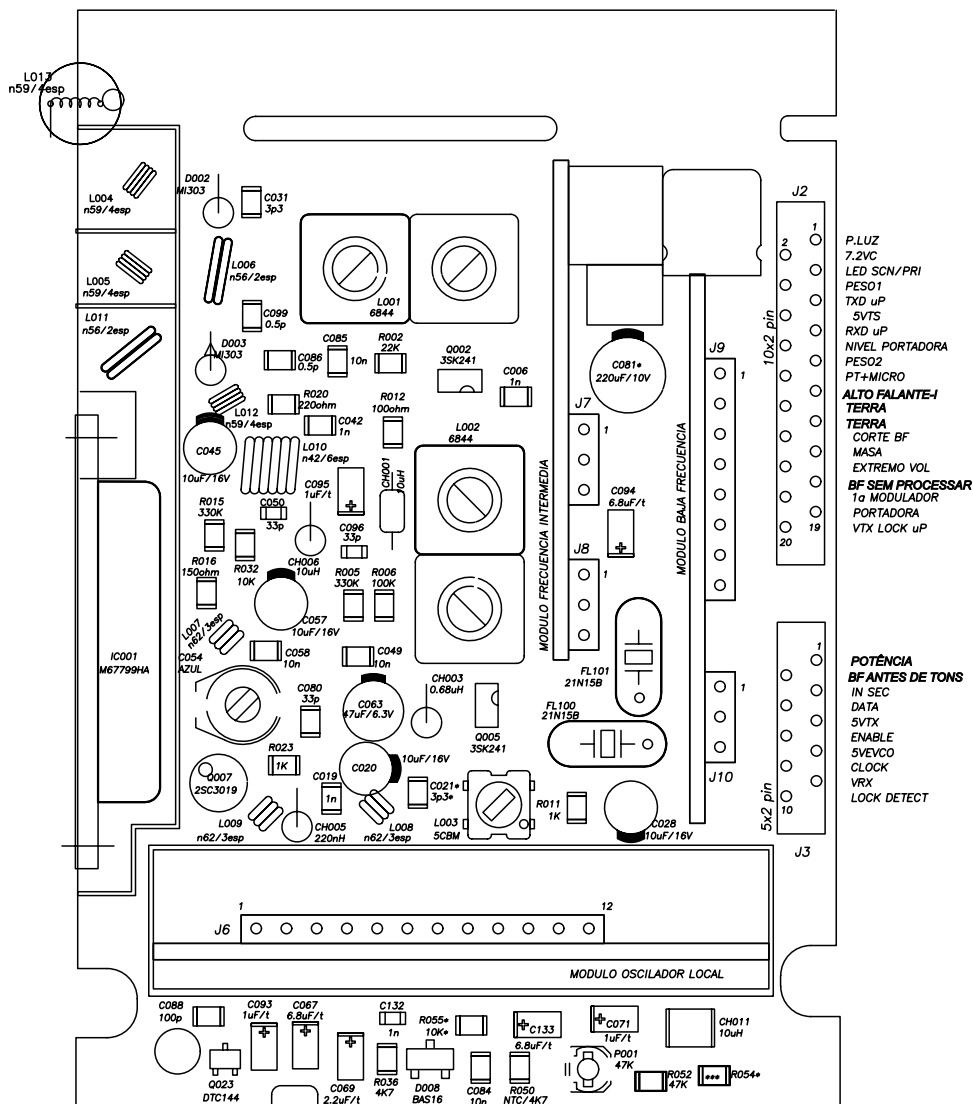 L013
n59/4esp
L004
n59/4esp
L005
n59/4esp
L011
n56/2esp
D002
MI303
C031
3p3
L006
n56/2esp
C099
0.5p
D003
MI303
L001
6844
C086
0.5p
C085
10n
R002
22K
Q002
3SK241
C006
1n
R020
220ohm
L012
n59/4esp
C042
1n
R012
100ohm
C045
10uF/16V
L010
n42/6esp
L002
6844
C095
1uF/t
CH001
10uH
C050
33p
R015
330K
C096
33p
R032
10K
CH006
10uH
R016
150ohm
R005
330K
R006
100K
C057
10uF/16V
L007
n62/3esp
C054
AZUL
C058
10n
C049
10n
IC001
M67799HA
C080
33p
C063
47uF/6.3V
CH003
0.68uH
Q005
3SK241
R023
1K
Q007
2SC3019
C020
10uF/16V
C019
1n
C021*
3p3*
L009
n62/3esp
CH005
220nH
L008
n62/3esp
L003
5CBM
R011
1K
C028
10uF/16V
C081*
220uF/10V
J7
1
C094
6.8uF/t
J8
1
MODULO FRECUENCIA INTERMEDIA
MODULO BAJA FRECUENCIA
J9
1
FL101
21N15B
FL100
21N15B
1
J10
J2
1
2
10x2 pin
19
20
P.LUZ
7.2VC
LED SCN/PRI
PESO1
TXD uP
5VTS
RXD uP
NIVEL PORTADORA
PESO2
PT+MICRO
ALTO FALANTE-I
TERRA
TERRA
CORTE BF
MASA
EXTREMO VOL
BF SEM PROCESSAR
1a MODULADOR
PORTADORA
VTX LOCK uP
1
5x2 pin
10
J3
POTÊNCIA
BF ANTES DE TONS
IN SEC
DATA
5VTX
ENABLE
5VEVCO
CLOCK
VRX
LOCK DETECT
J6
1
12
MODULO OSCILADOR LOCAL
C088
100p
C093
1uF/t
C067
6.8uF/t
C132
1n
R055*
10K*
C133
6.8uF/t
C071
1uF/t
CH011
10uH
Q023
DTC144
C069
2.2uF/t
R036
4K7
D008
BAS16
C084
10n
R050
NTC/4K7
P001
47K
R052
47K
***
R054*